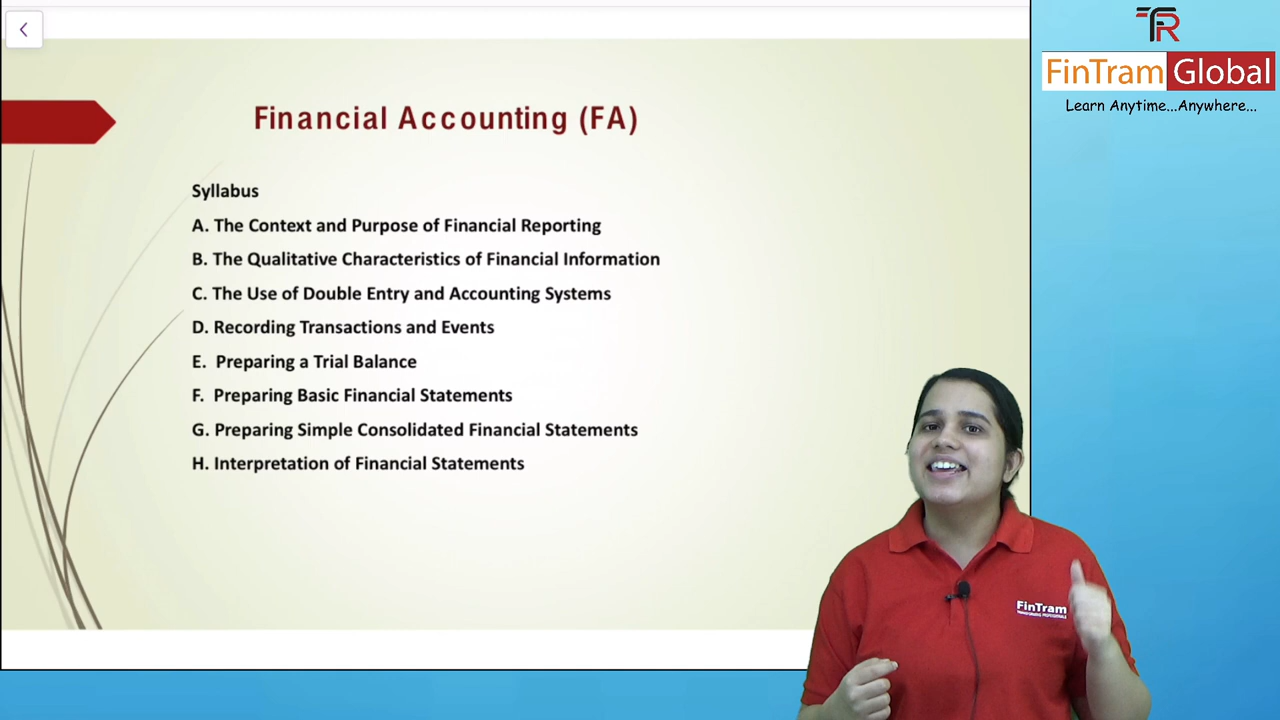 Financial Accounting (FA)
Syllabus
A. The Context and Purpose of Financial Reporting
B. The Qualitative Characteristics of Financial Information
C. The Use of Double Entry and Accounting Systems
D. Recording Transactions and Events
E. Preparing a Trial Balance
F. Preparing Basic Financial Statements
G. Preparing Simple Consolidated Financial Statements
H. Interpretation of Financial Statements
FinTram Global
Learn Anytime...Anywhere...
FinTram